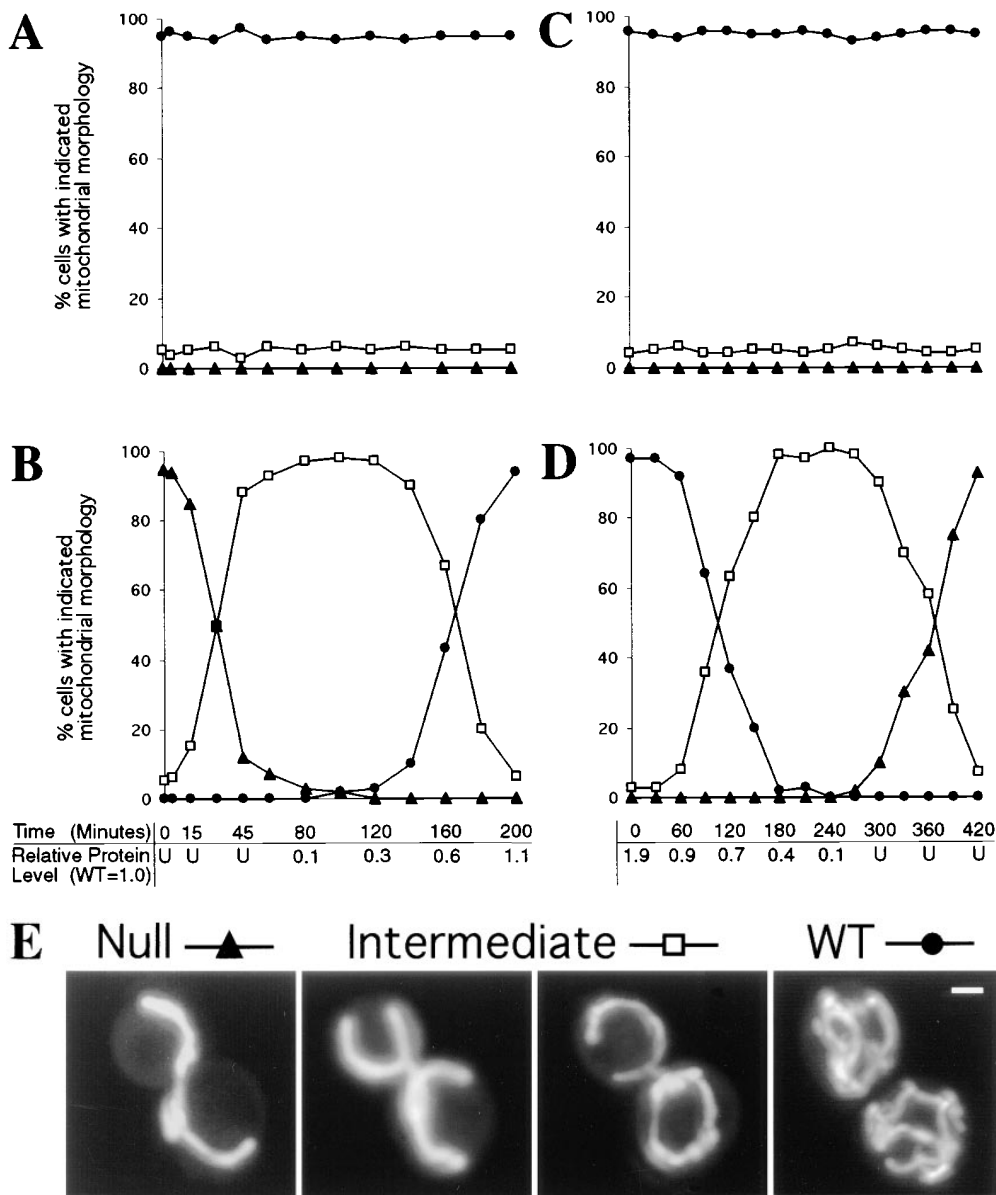 A
C
% cells with indicated
mitochondrial morphology
100
80
60
40
20
0
100
80
60
40
20
0
B
D
% cells with indicated
mitochondrial morphology
100
80
60
40
20
0
100
80
60
40
20
0
Time (Minutes) 0 15 45 80 120 160 200 0 60 120 180 240 300 360 420
Relative Protein U U U 0.1 0.3 0.6 1.1 1.9 0.9 0.7 0.4 0.1 U U U
Level (WT=1.0)
E Null Intermediate WT